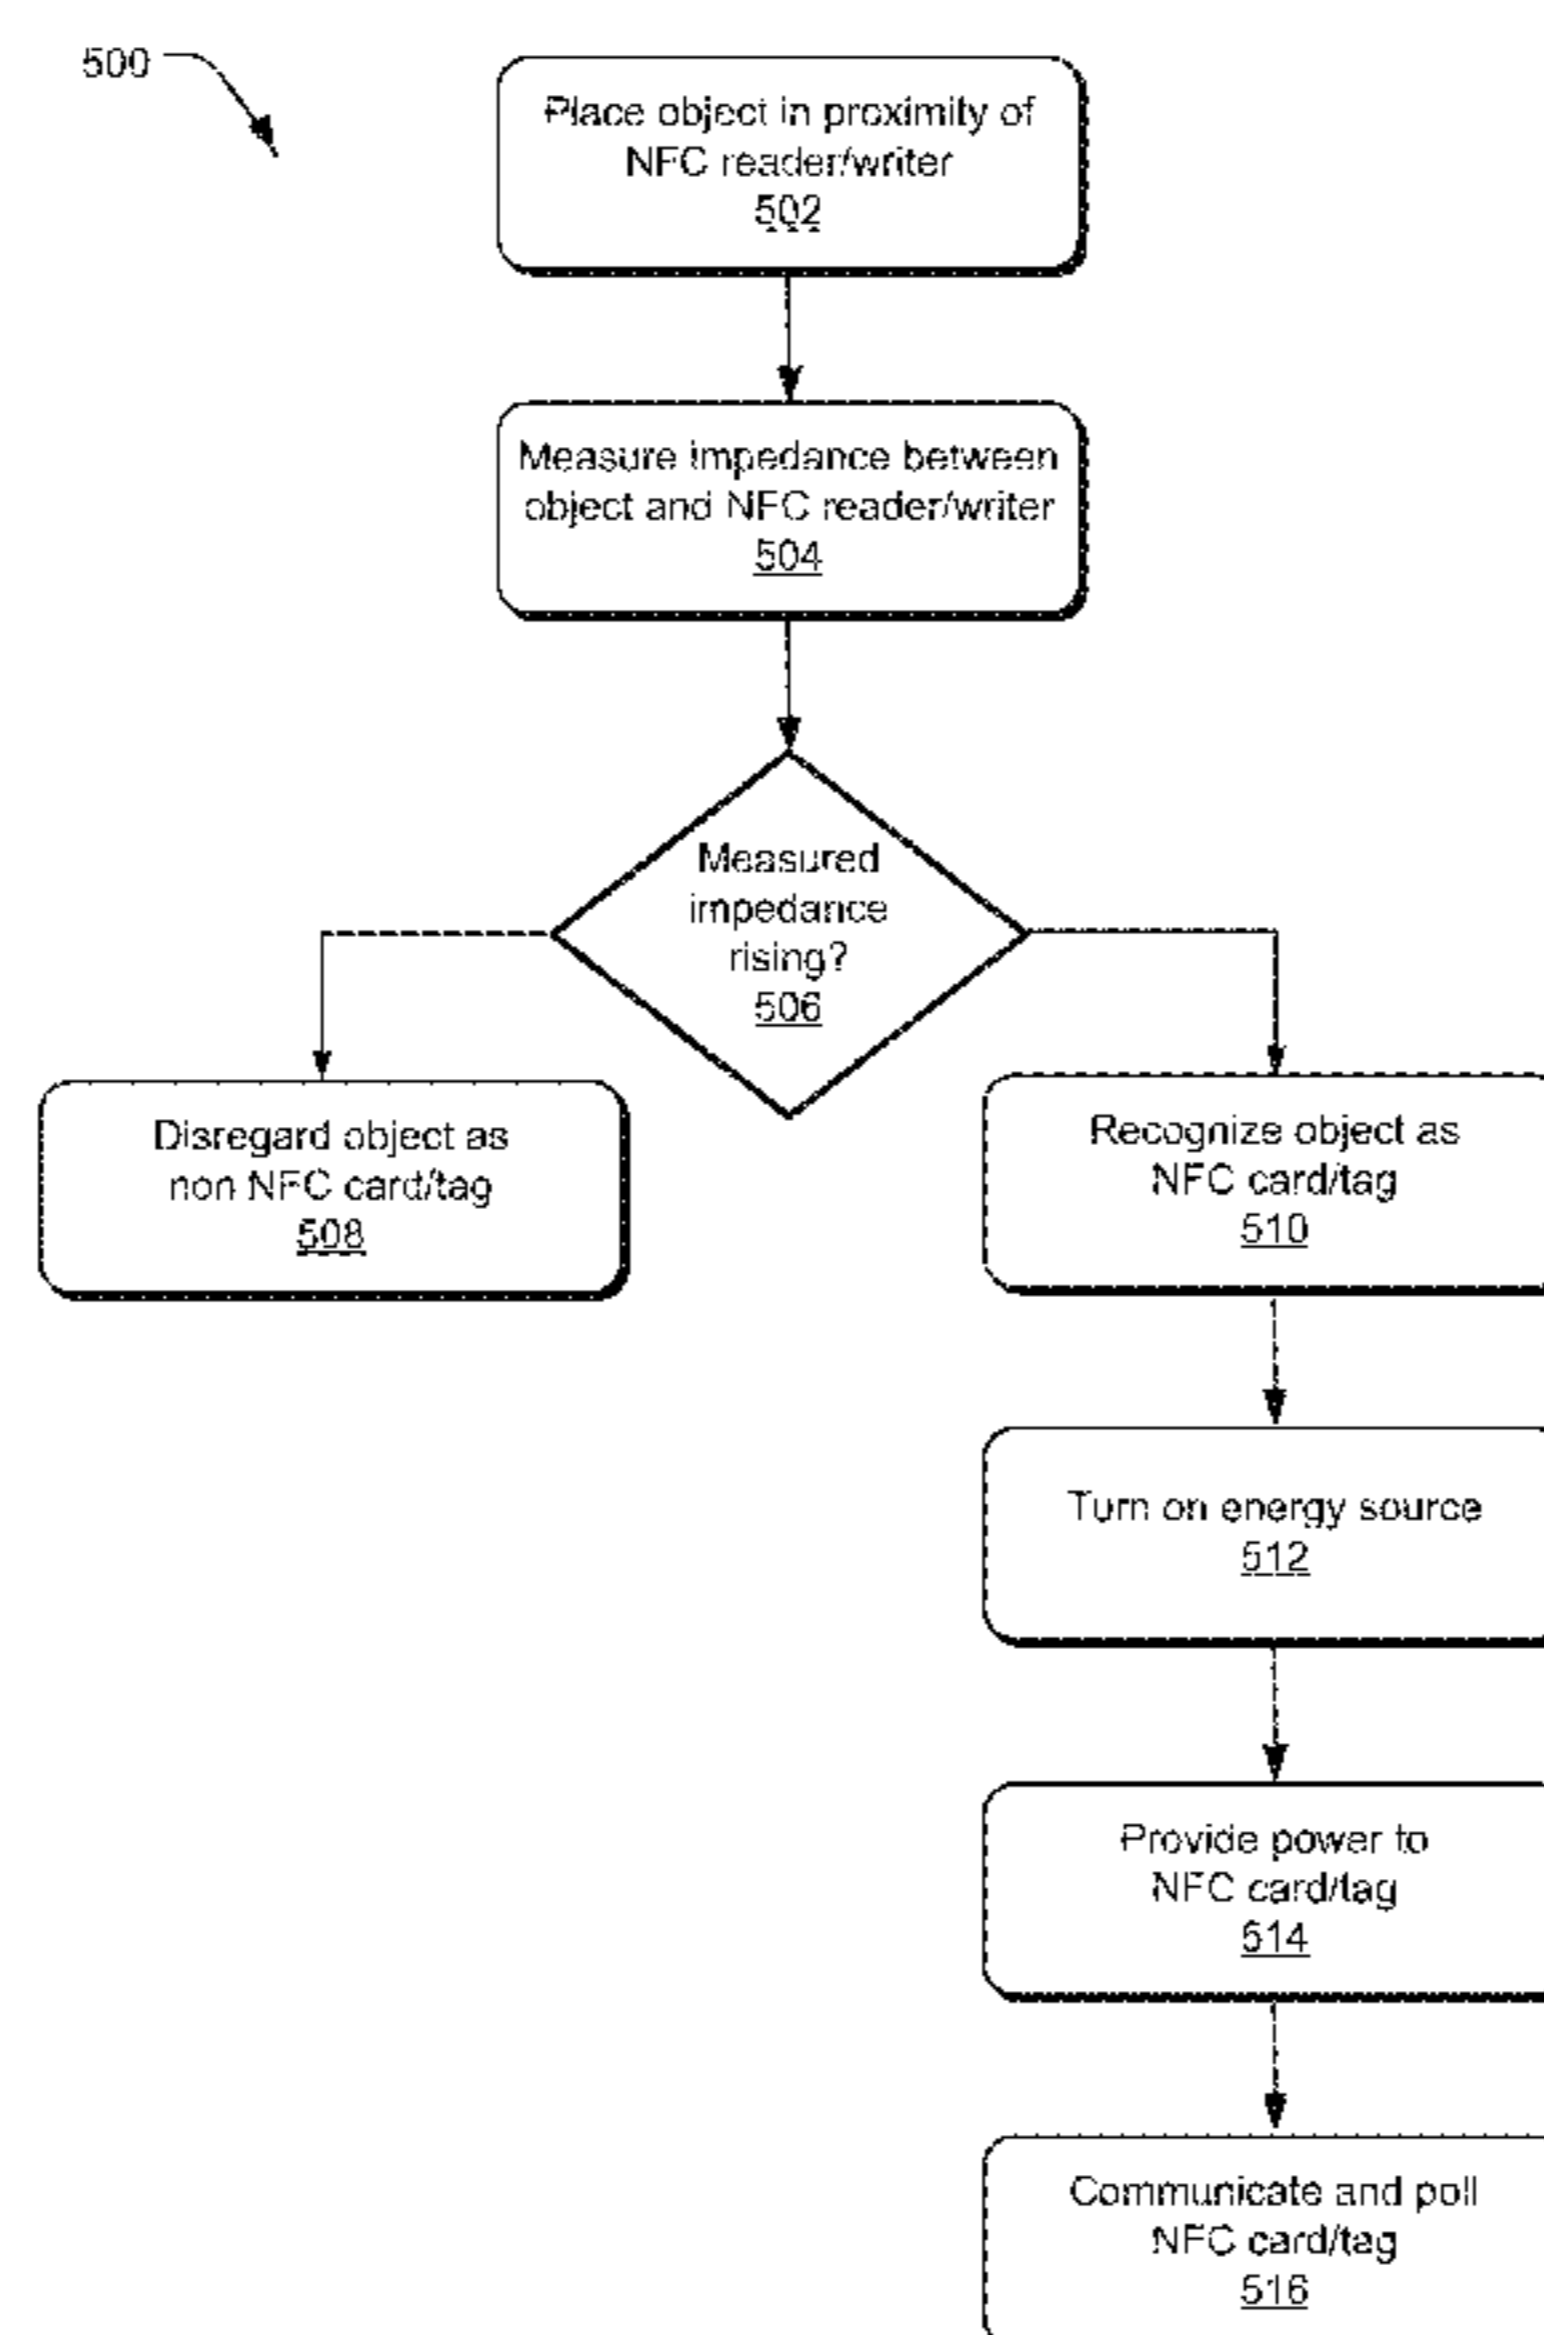 500
Place object in proximity of
NFC reader/writer
502
Measure impedance between
object and NFC reader/writer
504
Measured
impedance
rising?
506
Disregard object as
non NFC card/tag
508
Recognize object as
NFC card/tag
510
Turn on energy source
512
Provide power to
NFC card/tag
514
Communicate and poll
NFC card/tag
516